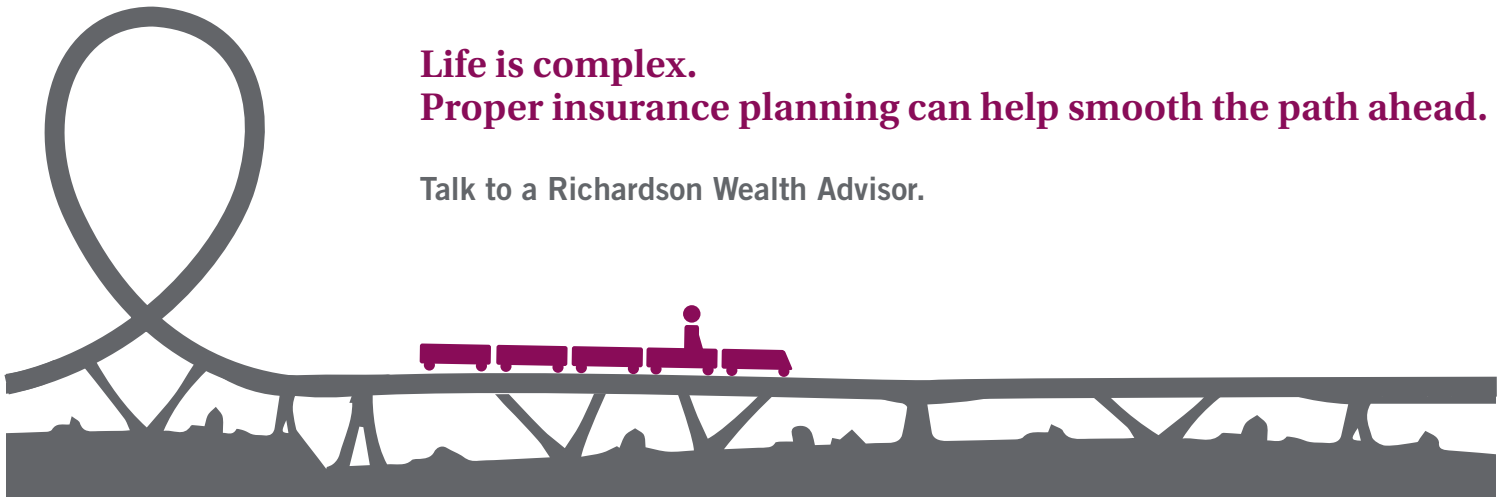 Life is complex.
Proper insurance planning can help smooth the path ahead.
Talk to a Richardson Wealth Advisor.